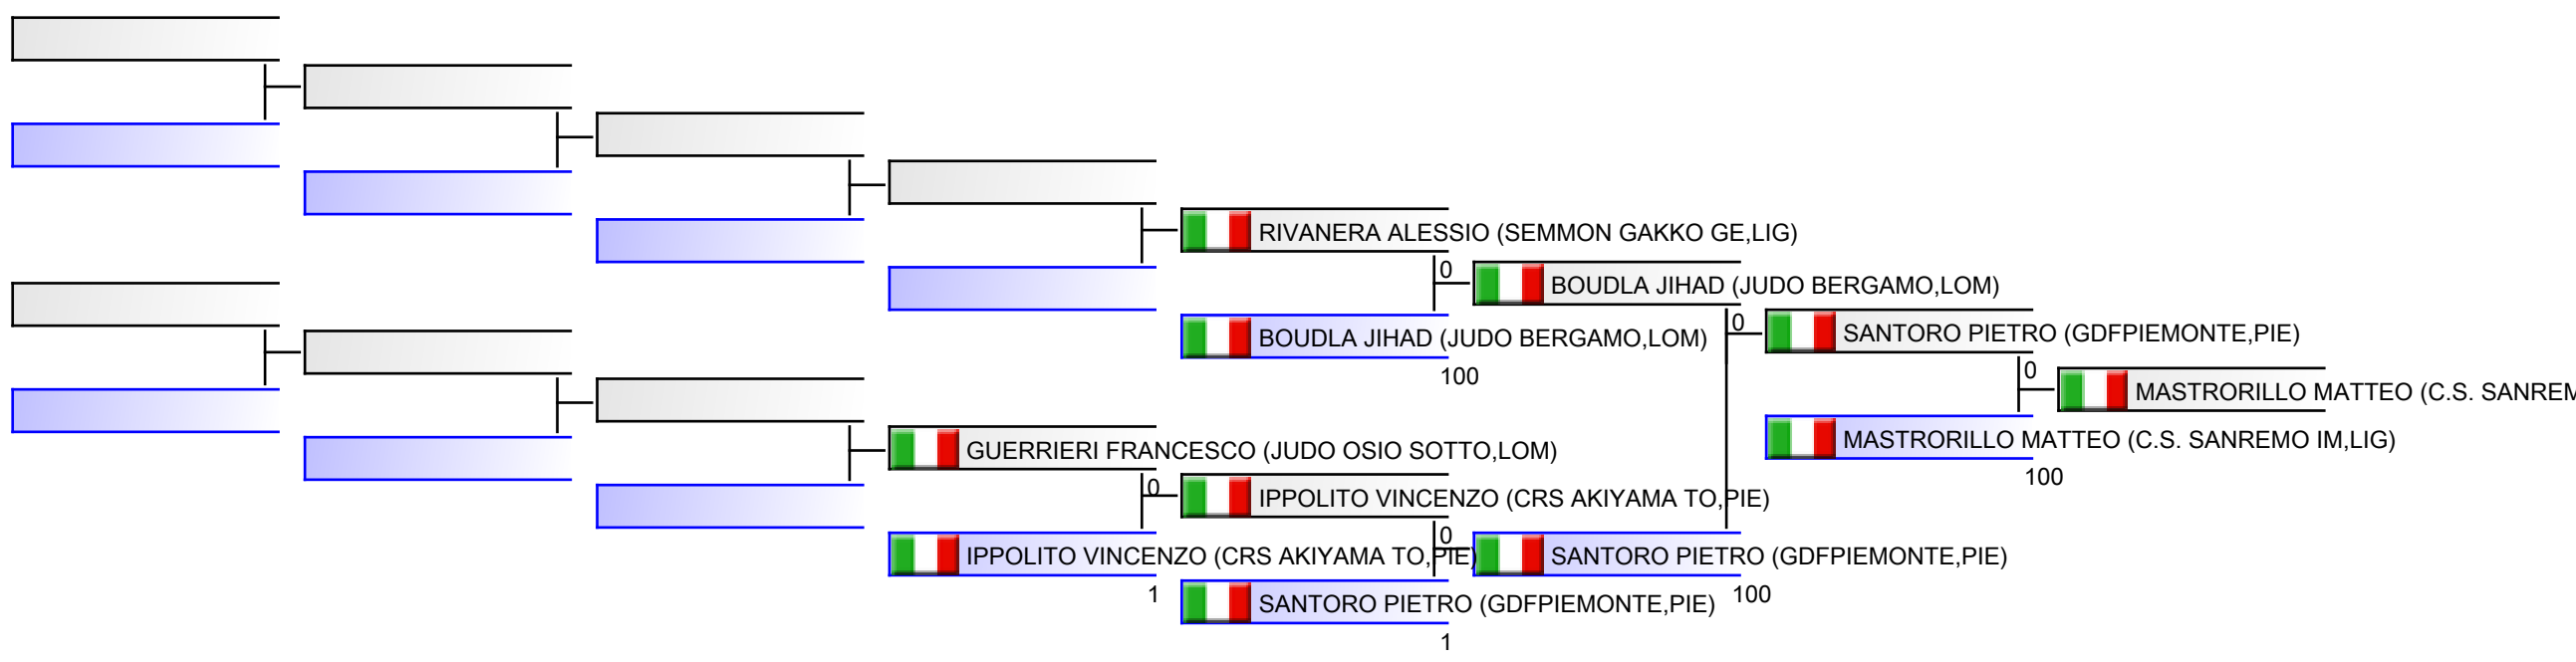 RIVANERA ALESSIO (SEMMON GAKKO GE,LIG)
0
BOUDLA JIHAD (JUDO BERGAMO,LOM)
BOUDLA JIHAD (JUDO BERGAMO,LOM)
100
0
SANTORO PIETRO (GDFPIEMONTE,PIE)
0
MASTRORILLO MATTEO (C.S. SANREM
MASTRORILLO MATTEO (C.S. SANREMO IM,LIG)
100
GUERRIERI FRANCESCO (JUDO OSIO SOTTO,LOM)
0
IPPOLITO VINCENZO (CRS AKIYAMA TO,PIE)
IPPOLITO VINCENZO (CRS AKIYAMA TO,PIE)
1
0
SANTORO PIETRO (GDFPIEMONTE,PIE)
100
SANTORO PIETRO (GDFPIEMONTE,PIE)
1